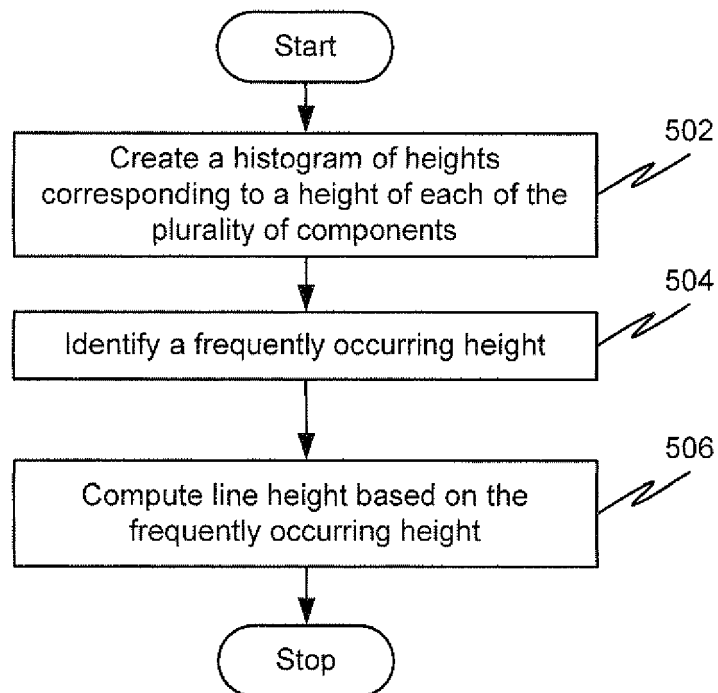 Start
Create a histogram of heights
corresponding to a height of each of the
plurality of components
502
Identify a frequently occurring height
504
Compute line height based on the
frequently occurring height
506
Stop